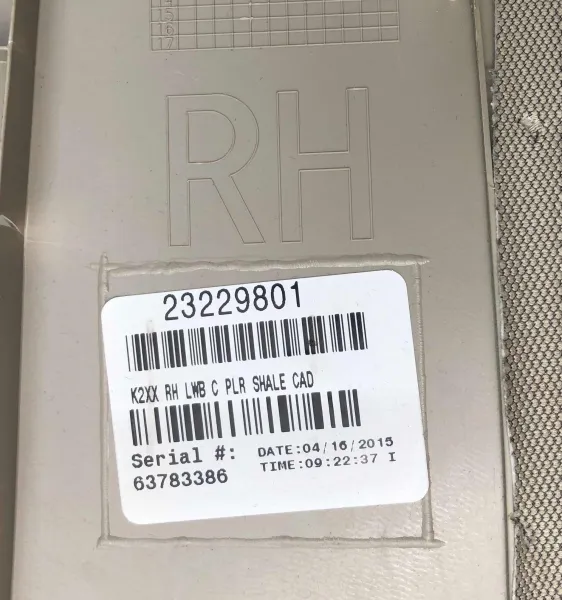 RH
23229801
K2XX RH LWB C PLR SHALE CAD
Serial #:
63783386
DATE:04/16/2015
TIME:09:22:37 I